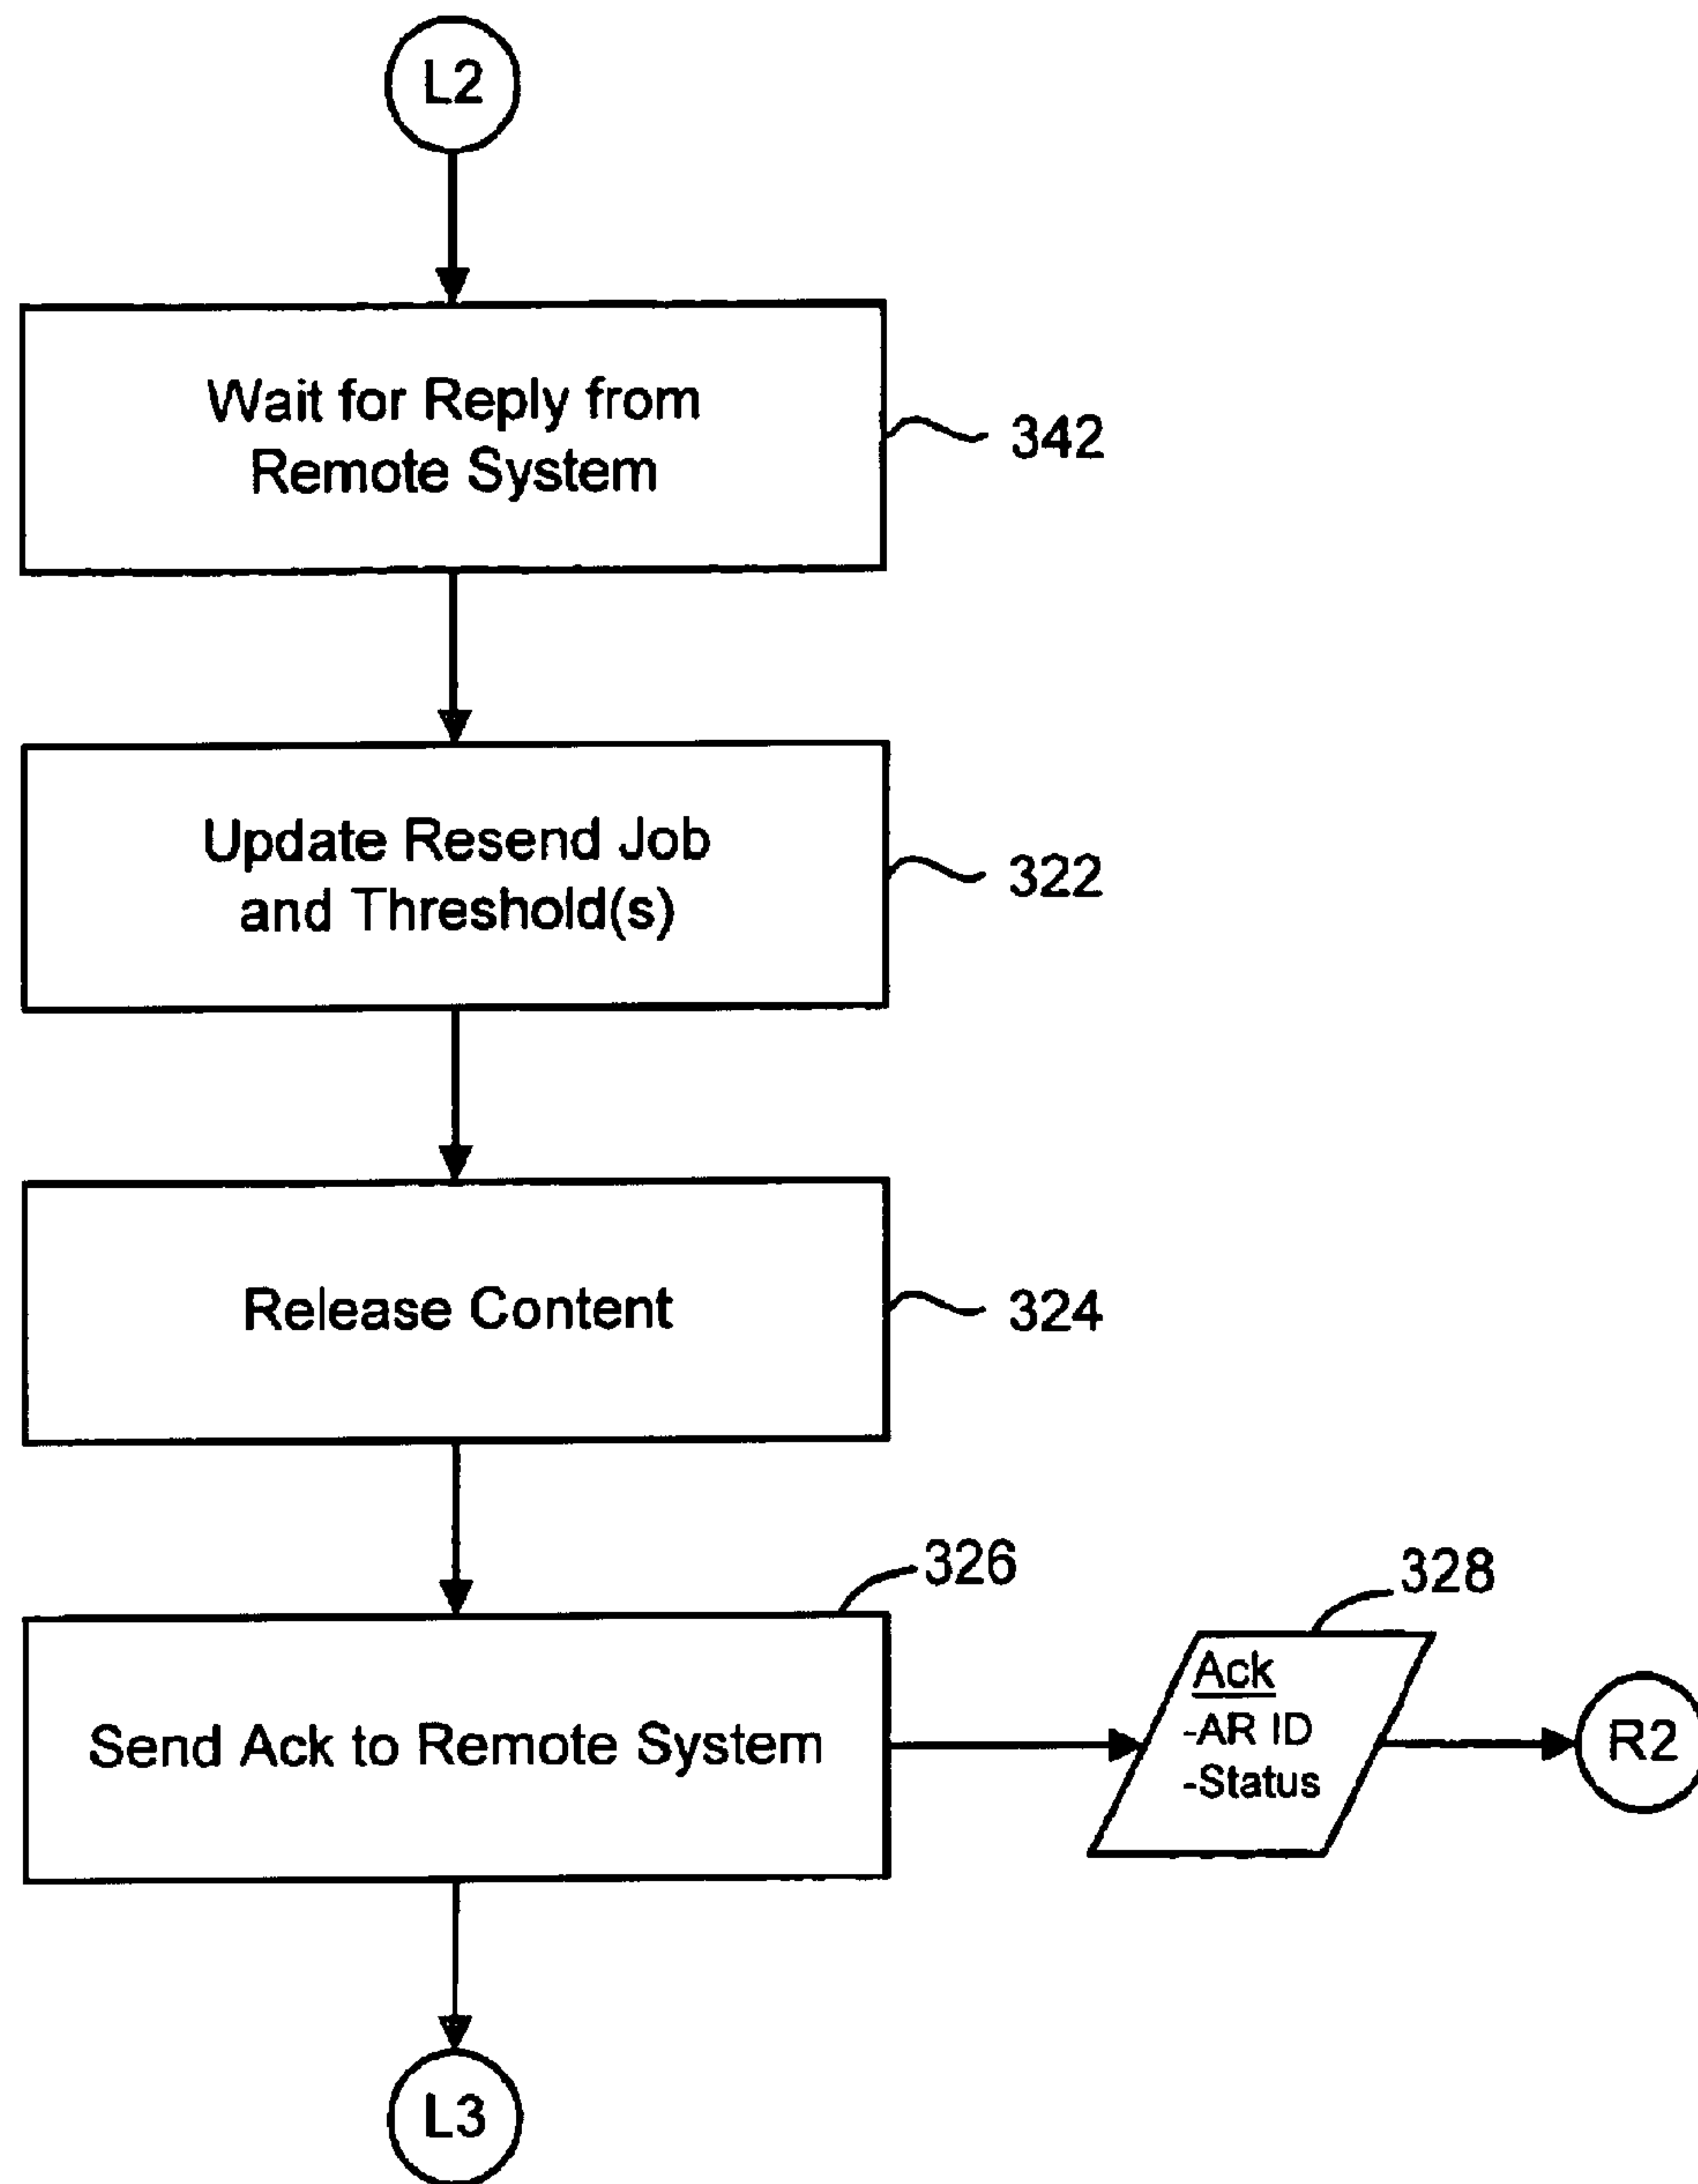 L2
Wait for Reply from
Remote System
342
Update Resend Job
and Threshold(s)
322
Release Content
324
326
328
Send Ack to Remote System
Ack
-AR ID
-Status
R2
L3